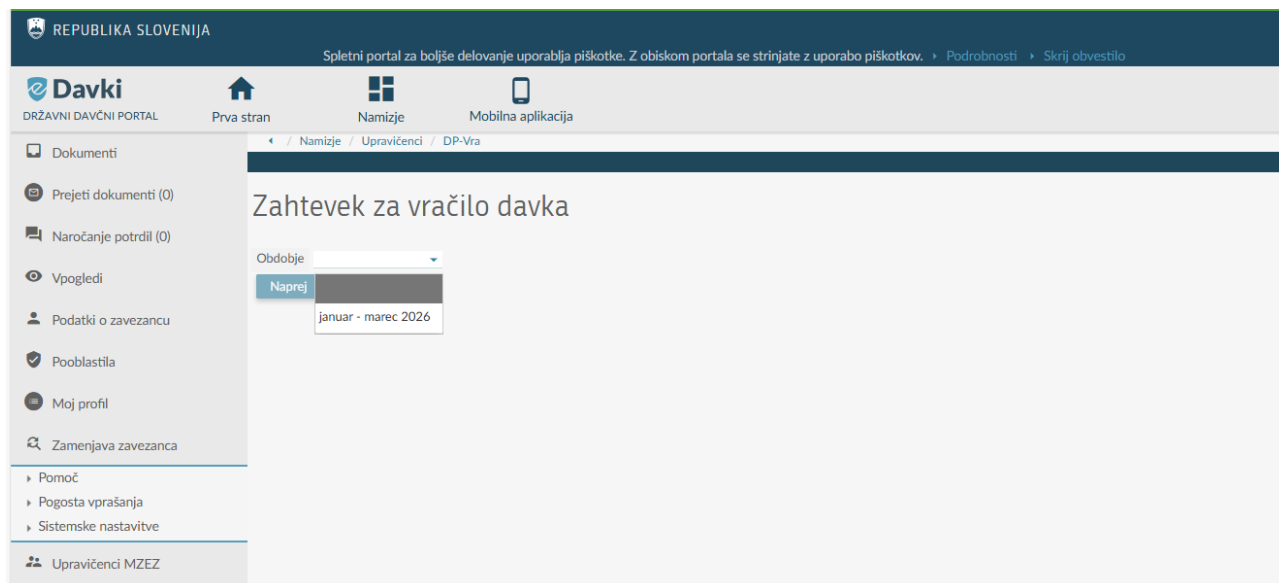 REPUBLIKA SLOVENIJA
Spletni portal za boljše delovanje uporablja piškotke. Z obiskom portala se strinjate z uporabo piškotkov. Podrobnosti Skrij obvestilo
Davki
DRŽAVNI DAVČNI PORTAL
Prva stran
Namizje
Mobilna aplikacija
/ Namizje / Upravičenci / DP-Vra
Dokumenti
Prejeti dokumenti (0)
Naročanje potrdil (0)
Vpogledi
Podatki o zavezancu
Pooblastila
Moj profil
Zamenjava zavezanca
Pomoč
Pogosta vprašanja
Sistemske nastavitve
Upravičenci MZEZ
Zahtevek za vračilo davka
Obdobje
Naprej
januar - marec 2026